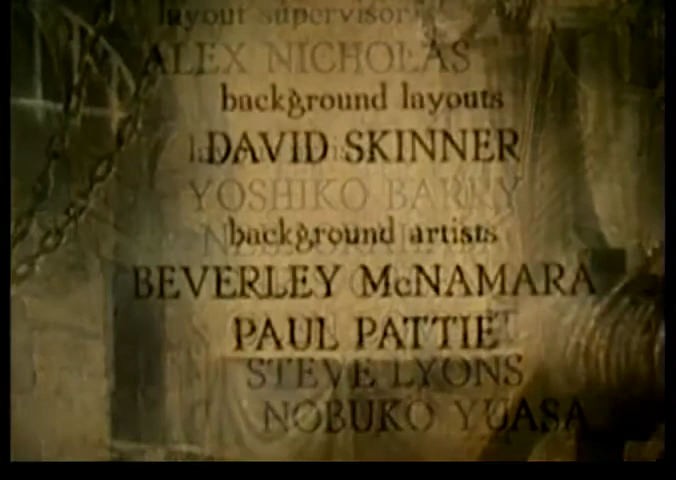 layout supervisor
ALEX NICHOLAS
background layouts
DAVID SKINNER
YOSHIKO BARRY
background artists
BEVERLEY McNAMARA
PAUL PATTIE
STEVE LYONS
NOBUKO YUASA